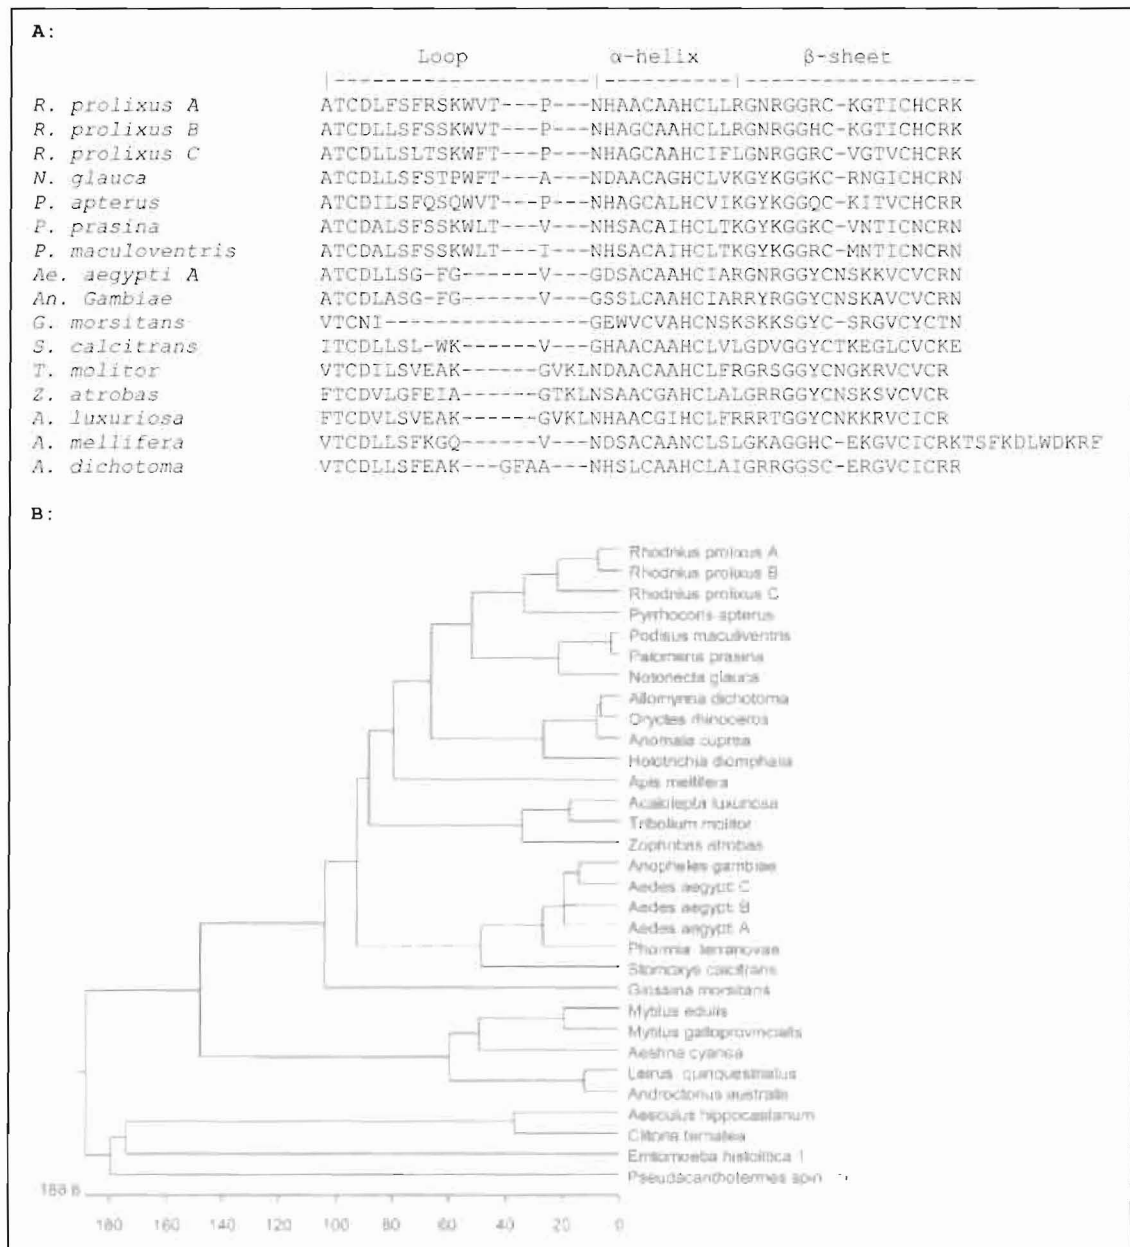 A:
Loop α-helix β-sheet
|------------------------------|---------------|---------------------------
R. prolixus A ATCDLFSFRSKWVT---P---NHAACAAHCLLRGNRGGRC-KGTICHCRK
R. prolixus B ATCDLLSFSSKWVT---P---NHAGCAAHCLLRGNRGGHC-KGTICHCRK
R. prolixus C ATCDLLSLTSKWFT---P---NHAGCAAHCIFLGNRGGRC-VGTVCHCRK
N. glauca ATCDLLSFSTPWFT---A---NDAACAGHCLVKGYKGGKC-RNGICHCRN
P. apterus ATCDILSFQSQWVT---P---NHAGCALHCVIKGYKGGQC-KITVCHCRR
P. prasina ATCDALSFSSKWLT---V---NHSACAIHCLTKGYKGGKC-VNTICNCRN
P. maculoventris ATCDALSFSSKWLT---I---NHSACAIHCLTKGYKGGRC-MNTICNCRN
Ae. aegypti A ATCDLLSG-FG------V---GDSACAAHCIARGNRGGYCNSKKVCVCRN
An. Gambiae ATCDLASG-FG------V---GSSLCAAHCIARRYRGGYCNSKAVCVCRN
G. morsitans VTCNI----------------GEWVCVAHCNSKSKKSGYC-SRGVCYCTN
S. calcitrans ITCDLLSL-WK------V---GHAACAAHCLVLGDVGGYCTKEGLCVCKE
T. molitor VTCDILSVEAK------GVKLNDAACAAHCLFRGRSGGYCNGKRVCVCR
Z. atrobas FTCDVLGFEIA------GTKLNSAACGAHCLALGRRGGYCNSKSVCVCR
A. luxuriosa FTCDVLSVEAK------GVKLNHAACGIHCLFRRRTGGYCNKKRVCICR
A. mellifera VTCDLLSFKGQ------V---NDSACAANCLSLGKAGGHC-EKGVCICRKTSFKDLWDKRF
A. dichotoma VTCDLLSFEAK---GFAA---NHSLCAAHCLAIGRRGGSC-ERGVCICRR
B:
Rhodnius prolixus A
Rhodnius prolixus B
Rhodnius prolixus C
Pyrrhocoris apterus
Podisus maculiventris
Palomena prasina
Notonecta glauca
Allomyrina dichotoma
Oryctes rhinoceros
Anomala cuprea
Holotrichia diomphalia
Apis mellifera
Acalolepta luxuriosa
Tribolium molitor
Zophobas atrobas
Anopheles gambiae
Aedes aegypti C
Aedes aegypti B
Aedes aegypti A
Phormia terranovae
Stomoxys calcitrans
Glossina morsitans
Mytilus edulis
Mytilus galloprovincialis
Aeshna cyanea
Leirus quinquestriatus
Androctonus australis
Aesculus hippocastanum
Clitoria ternatea
Entomoeba histolitica 1
Pseudacanthotermes spin
188.6
180 160 140 120 100 80 60 40 20 0